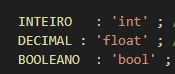 INTEIRO : 'int' ; /
DECIMAL : 'float' ; /
BOOLEANO : 'bool' ;